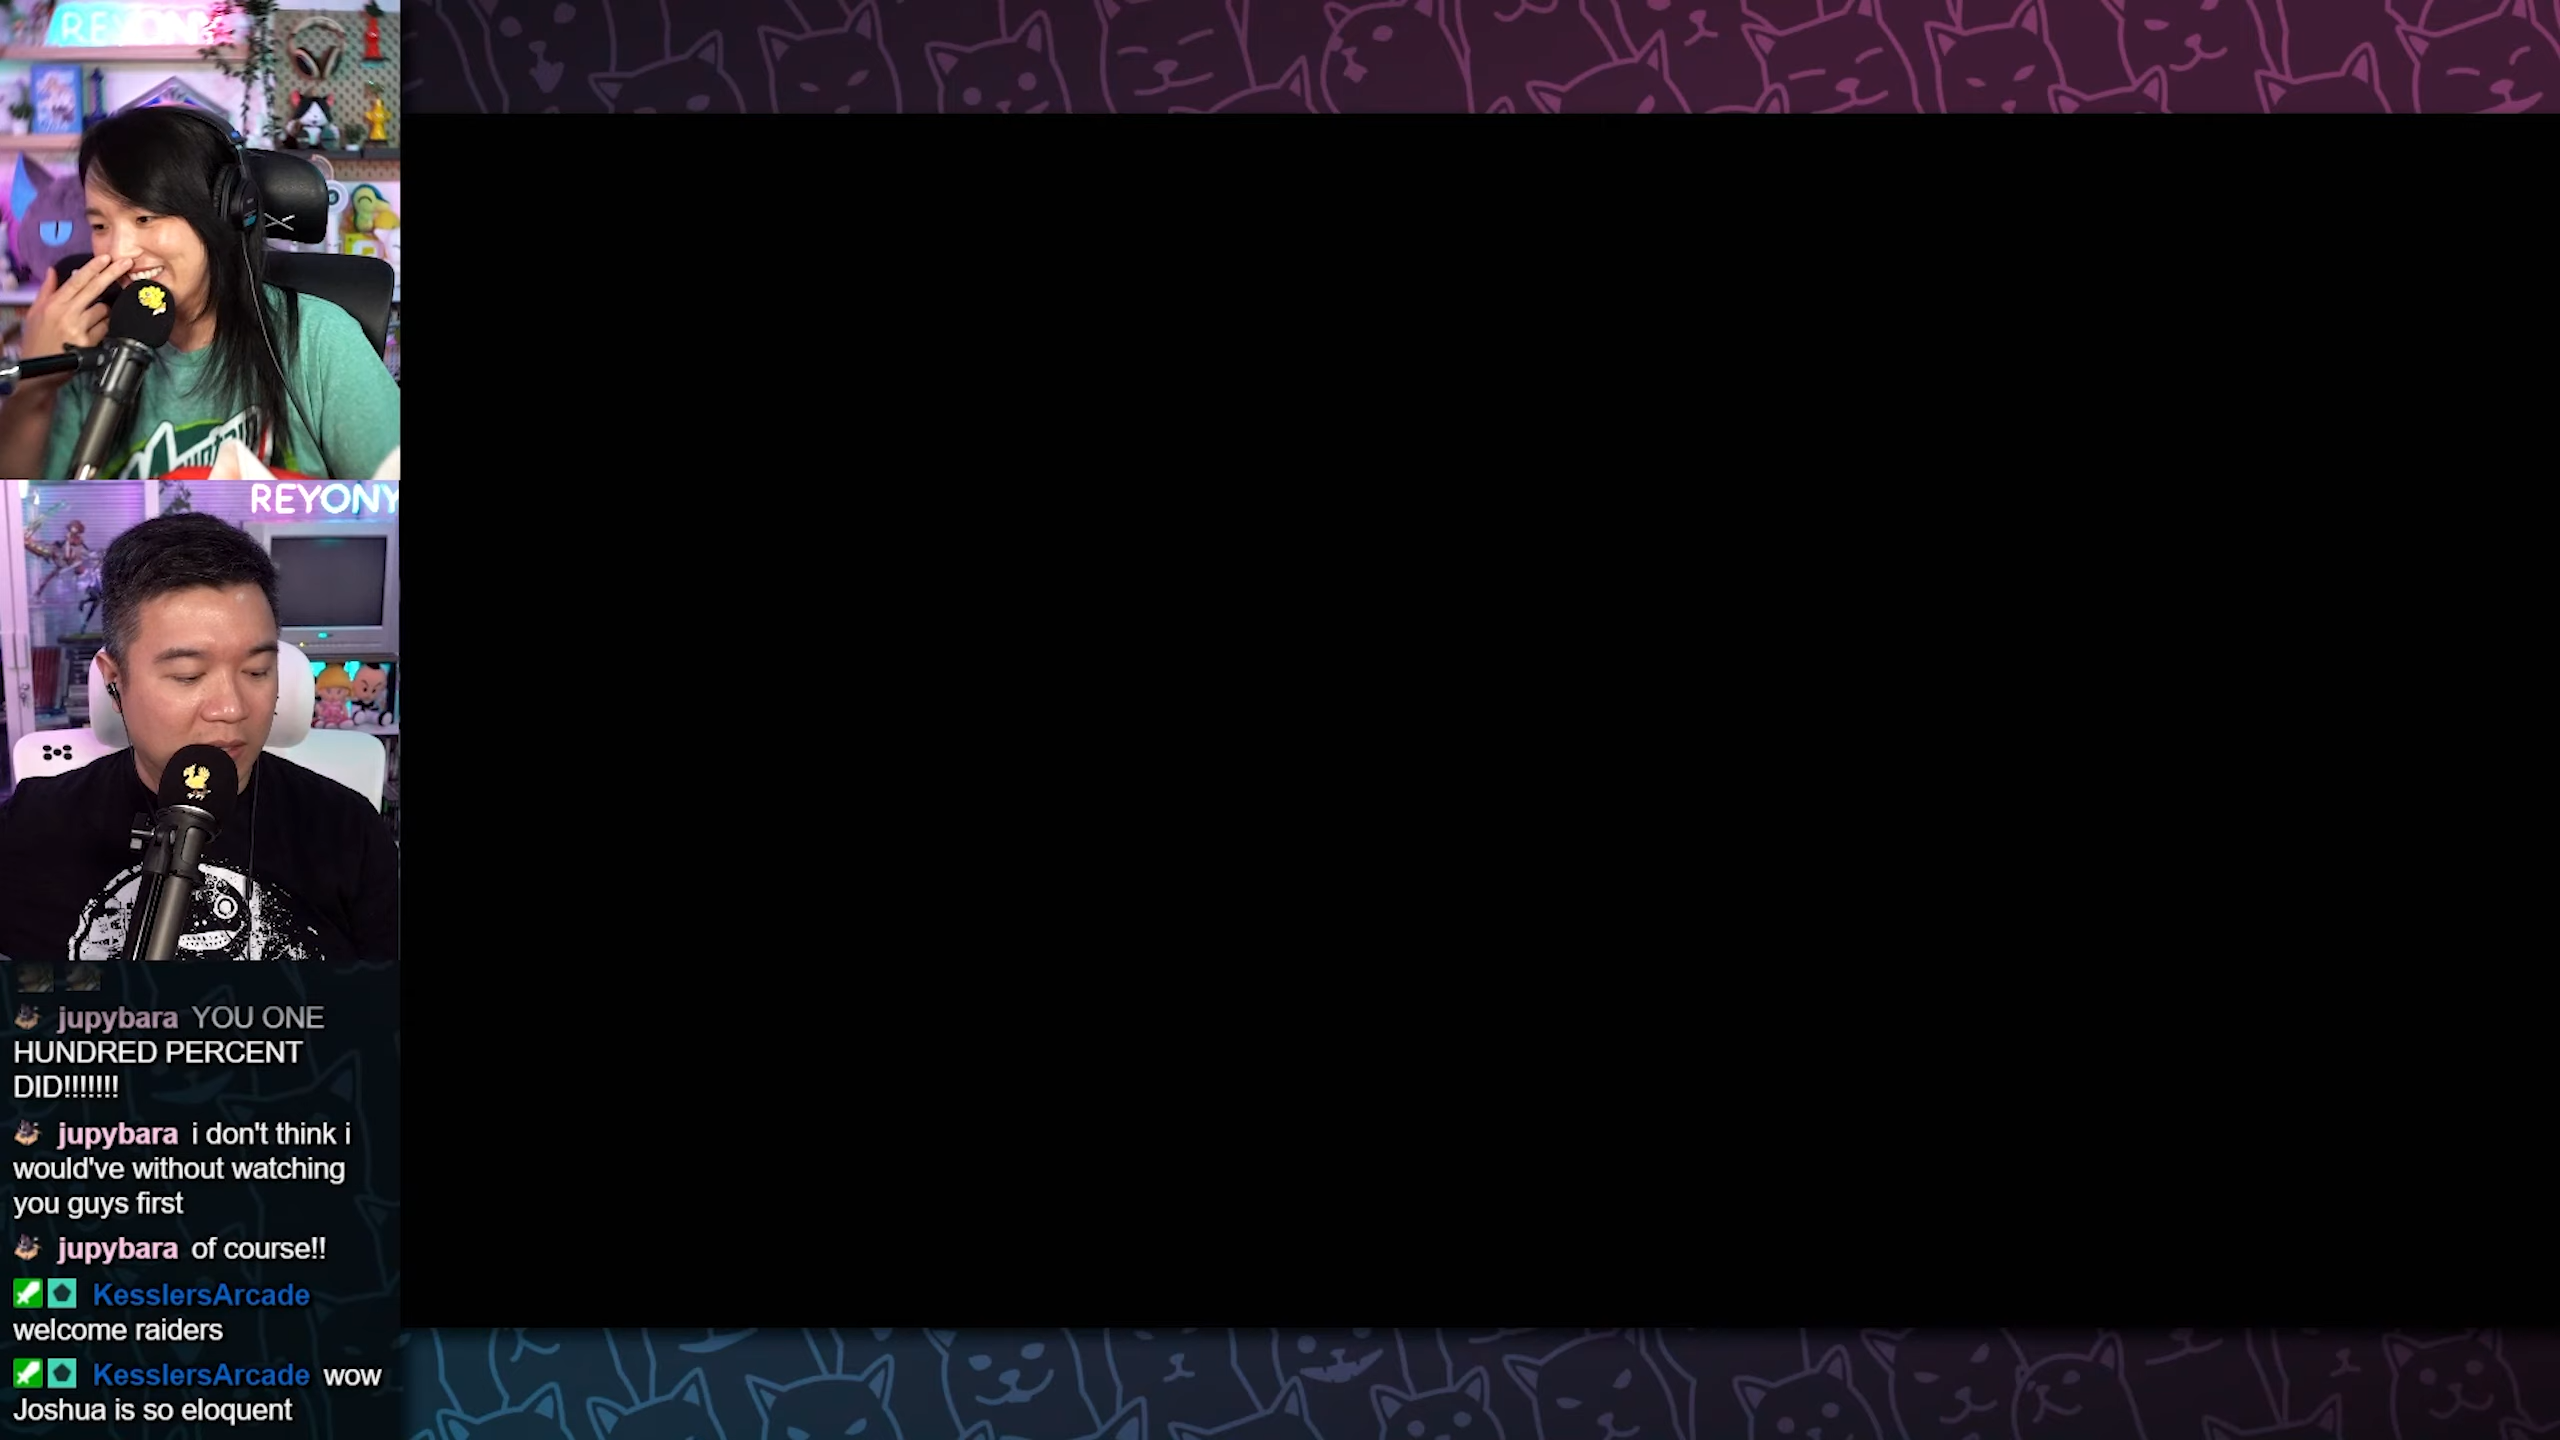 REYONY
REYONY
jupybara YOU ONE
HUNDRED PERCENT
DID!!!!!!!
jupybara i don't think i
would've without watching
you guys first
jupybara of course!!
KesslersArcade
welcome raiders
KesslersArcade wow
Joshua is so eloquent